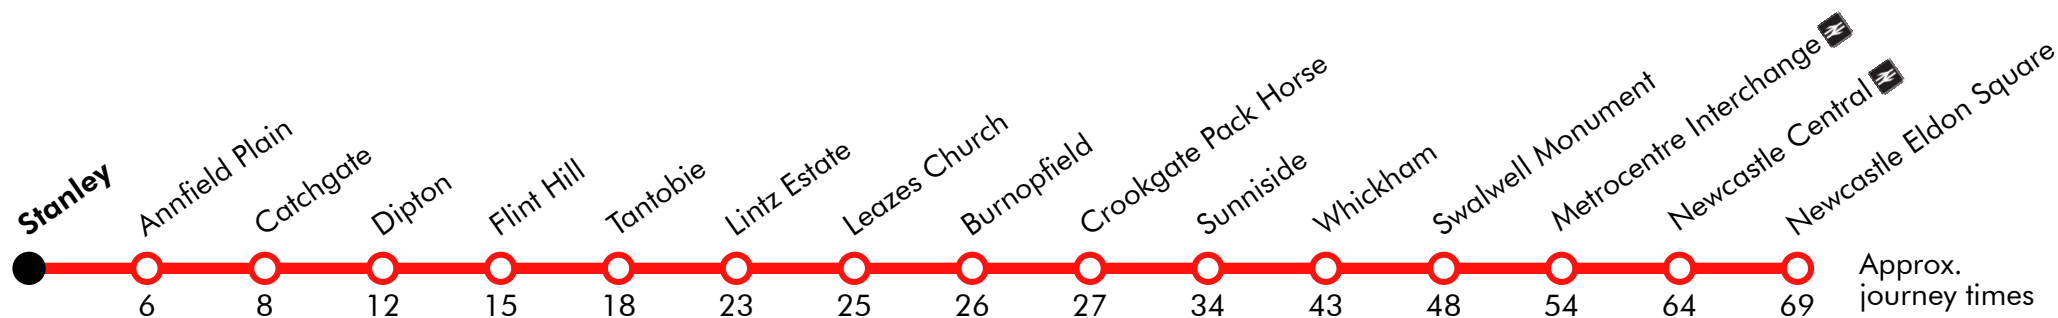 Stanley
Annfield Plain
Catchgate
Dipton
Flint Hill
Tantobie
Lintz Estate
Leazes Church
Burnopfield
Crookgate Pack Horse
Sunniside
Whickham
Swalwell Monument
Metrocentre Interchange
Newcastle Central
Newcastle Eldon Square
6 8 12 15 18 23 25 26 27 34 43 48 54 64 69
Approx.
journey times